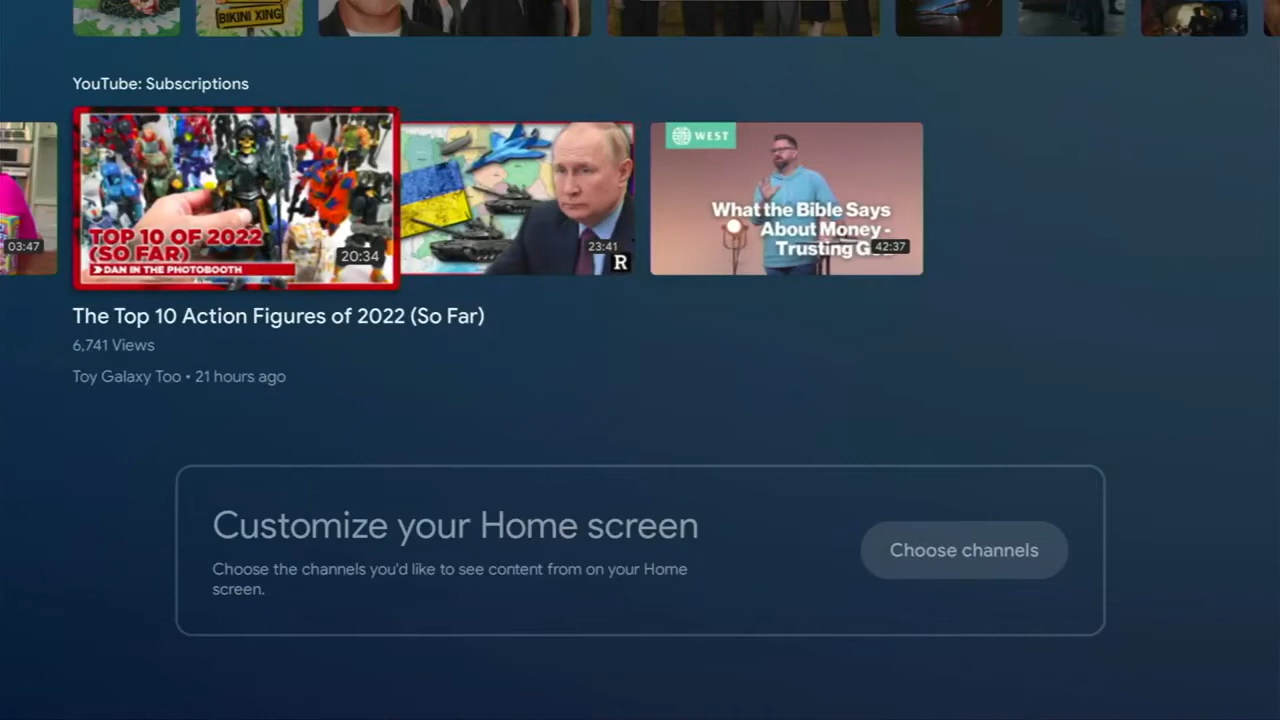 BIKINI XING
YouTube: Subscriptions
03:47
TOP 10 OF 2022
(SO FAR)
DAN IN THE PHOTOBOOTH
20:34
23:41
R
WEST
What the Bible Says
About Money -
Trusting
42:37
The Top 10 Action Figures of 2022 (So Far)
6,741 Views
Toy Galaxy Too • 21 hours ago
Customize your Home screen
Choose the channels you'd like to see content from on your Home
screen.
Choose channels